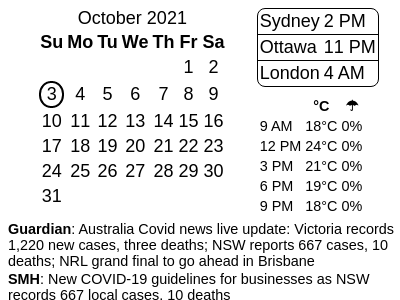 October 2021
Su Mo Tu We Th Fr Sa
1 2
3 4 5 6 7 8 9
10 11 12 13 14 15 16
17 18 19 20 21 22 23
24 25 26 27 28 29 30
31
Sydney 2 PM
Ottawa 11 PM
London 4 AM
°C ☂
9 AM 18°C 0%
12 PM 24°C 0%
3 PM 21°C 0%
6 PM 19°C 0%
9 PM 18°C 0%
Guardian: Australia Covid news live update: Victoria records
1,220 new cases, three deaths; NSW reports 667 cases, 10
deaths; NRL grand final to go ahead in Brisbane
SMH: New COVID-19 guidelines for businesses as NSW
records 667 local cases, 10 deaths